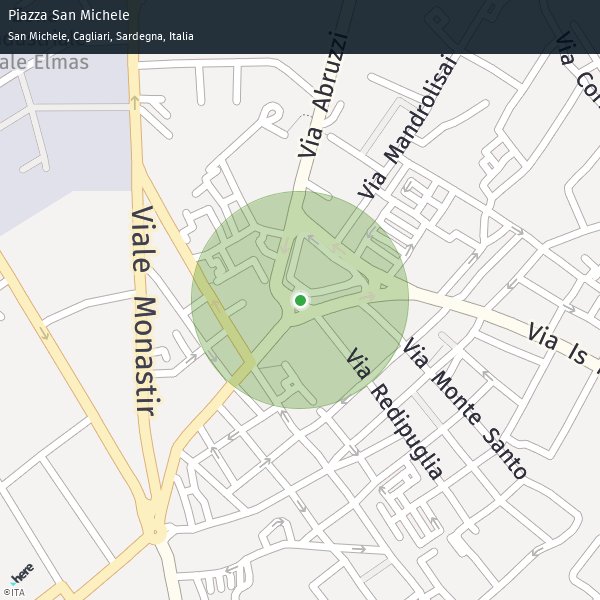 Piazza San Michele
San Michele, Cagliari, Sardegna, Italia
ale Elmas
Via Abruzzi
Via Mandrolisai
Via Cor
Viale Monastir
Via Is
Via Redipuglia
Via Monte Santo
here
©ITA